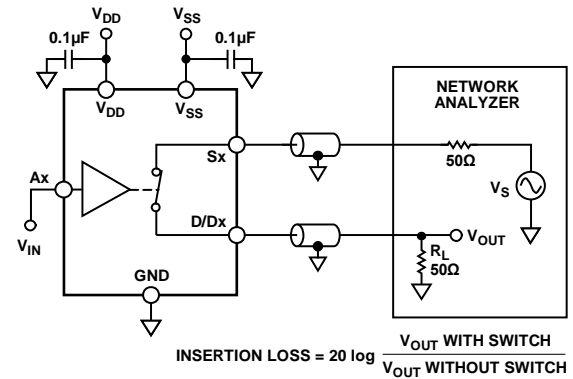 VDD
VSS
0.1µF
0.1µF
VDD
VSS
NETWORK
ANALYZER
Sx
50Ω
VS
Ax
D/Dx
VOUT
RL
50Ω
VIN
GND
INSERTION LOSS = 20 log VOUT WITH SWITCH
VOUT WITHOUT SWITCH